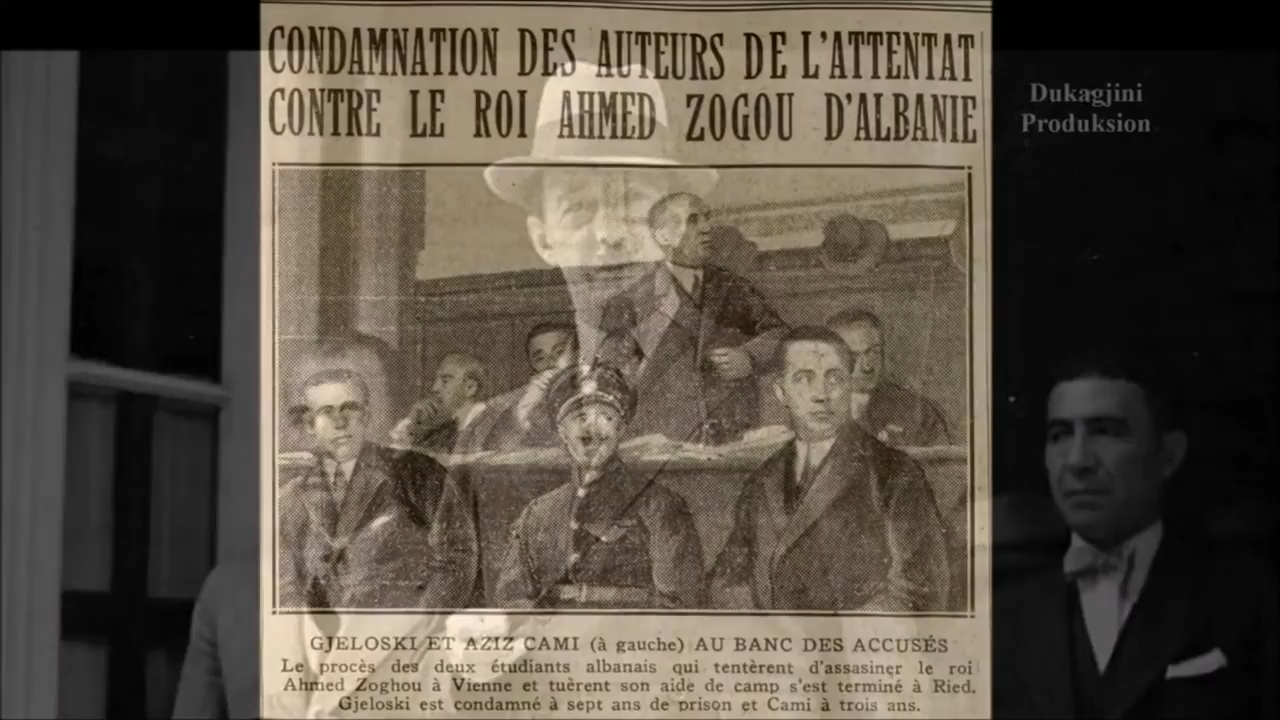 CONDAMNATION DES AUTEURS DE L'ATTENTAT
CONTRE LE ROI AHMED ZOGOU D'ALBANIE
Dukagjini
Produksion
GJELOSKI ET AZIZ CAMI (à gauche) AU BANC DES ACCUSÉS
Le procès des deux étudiants albanais qui tentèrent d'assasiner le roi
Ahmed Zoghou à Vienne et tuèrent son aide de camp s'est terminé à Ried.
Gjeloski est condamné à sept ans de prison et Cami à trois ans.